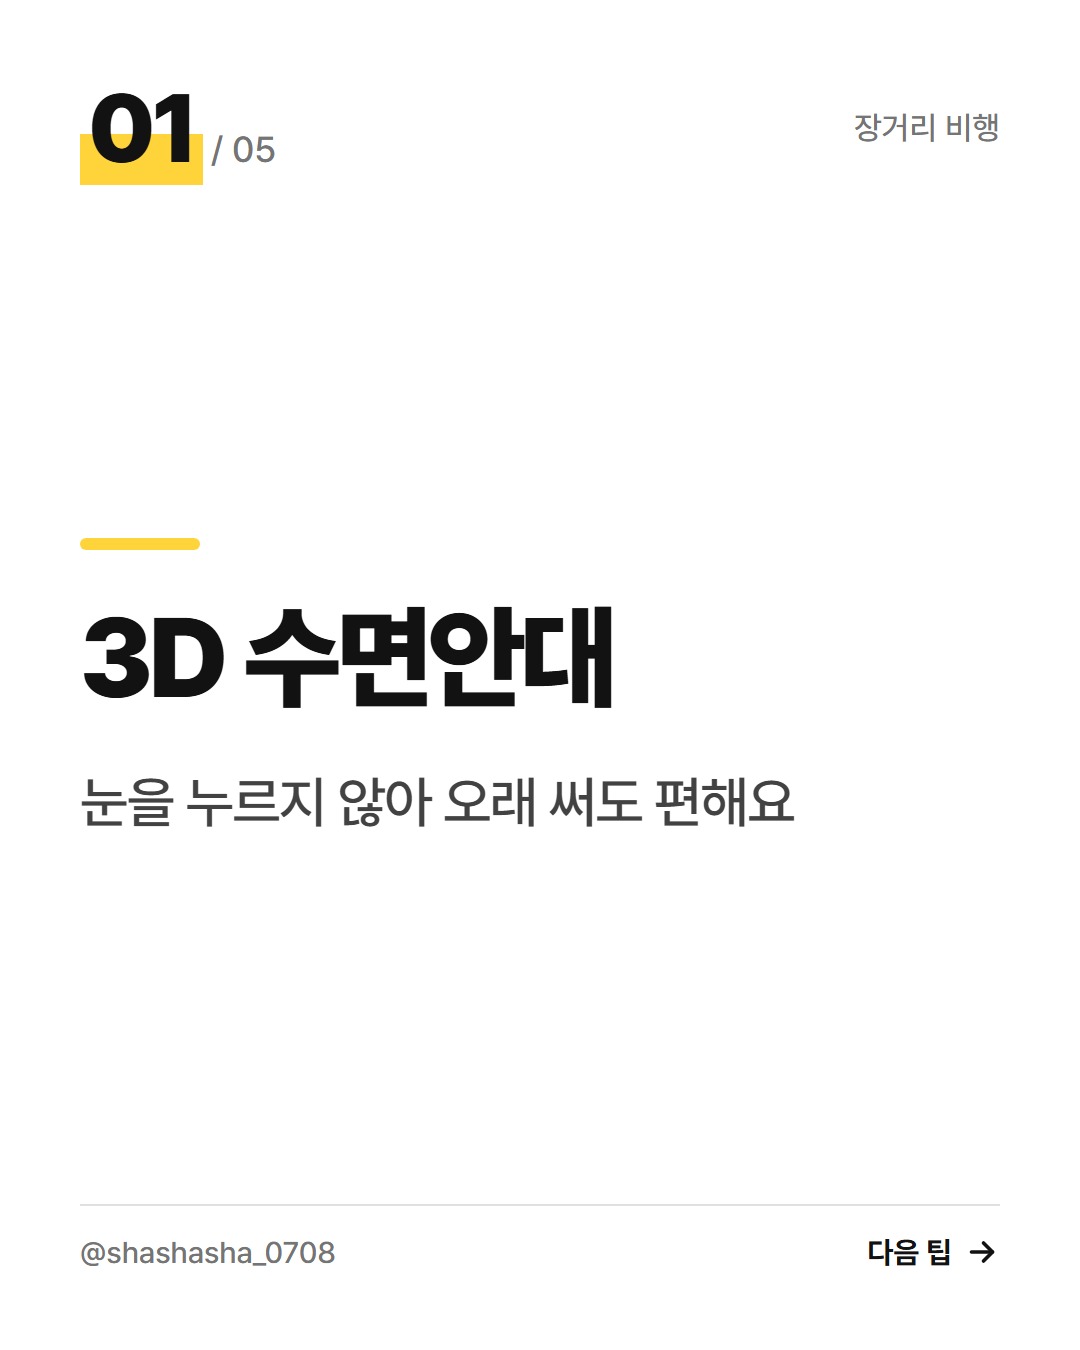 01 / 05
장거리 비행
3D 수면안대
눈을 누르지 않아 오래 써도 편해요
@shashasha_0708
다음 팁 →